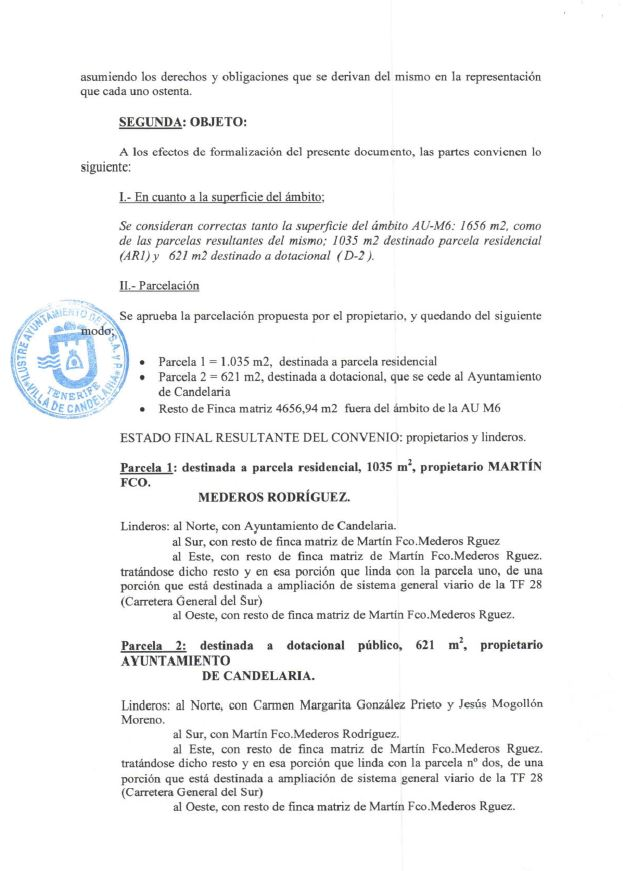 asumiendo los derechos y obligaciones que se derivan del mismo en la representación
que cada uno ostenta.
SEGUNDA: OBJETO:
A los efectos de formalización del presente documento, las partes convienen lo
siguiente:
I.- En cuanto a la superficie del ámbito;
Se consideran correctas tanto la superficie del ámbito AU-M6: 1656 m2, como
de las parcelas resultantes del mismo; 1035 m2 destinado parcela residencial
(AR1) y 621 m2 destinado a dotacional ( D-2 ).
II.- Parcelación
Se aprueba la parcelación propuesta por el propietario, y quedando del siguiente
modo;
ILUSTRE AYUNTAMIENTO DE
VILLA DE CANDELARIA
TENERIFE
• Parcela 1 = 1.035 m2, destinada a parcela residencial
• Parcela 2 = 621 m2, destinada a dotacional, que se cede al Ayuntamiento
de Candelaria
• Resto de Finca matriz 4656,94 m2 fuera del ámbito de la AU M6
ESTADO FINAL RESULTANTE DEL CONVENIO: propietarios y linderos.
Parcela 1: destinada a parcela residencial, 1035 m², propietario MARTÍN
FCO.
MEDEROS RODRÍGUEZ.
Linderos: al Norte, con Ayuntamiento de Candelaria.
al Sur, con resto de finca matriz de Martín Fco.Mederos Rguez
al Este, con resto de finca matriz de Martín Fco.Mederos Rguez.
tratándose dicho resto y en esa porción que linda con la parcela uno, de una
porción que está destinada a ampliación de sistema general viario de la TF 28
(Carretera General del Sur)
al Oeste, con resto de finca matriz de Martín Fco.Mederos Rguez.
Parcela 2: destinada a dotacional público, 621 m², propietario
AYUNTAMIENTO
DE CANDELARIA.
Linderos: al Norte, con Carmen Margarita González Prieto y Jesús Mogollón
Moreno.
al Sur, con Martín Fco.Mederos Rodríguez.
al Este, con resto de finca matriz de Martín Fco.Mederos Rguez.
tratándose dicho resto y en esa porción que linda con la parcela nº dos, de una
porción que está destinada a ampliación de sistema general viario de la TF 28
(Carretera General del Sur)
al Oeste, con resto de finca matriz de Martín Fco.Mederos Rguez.